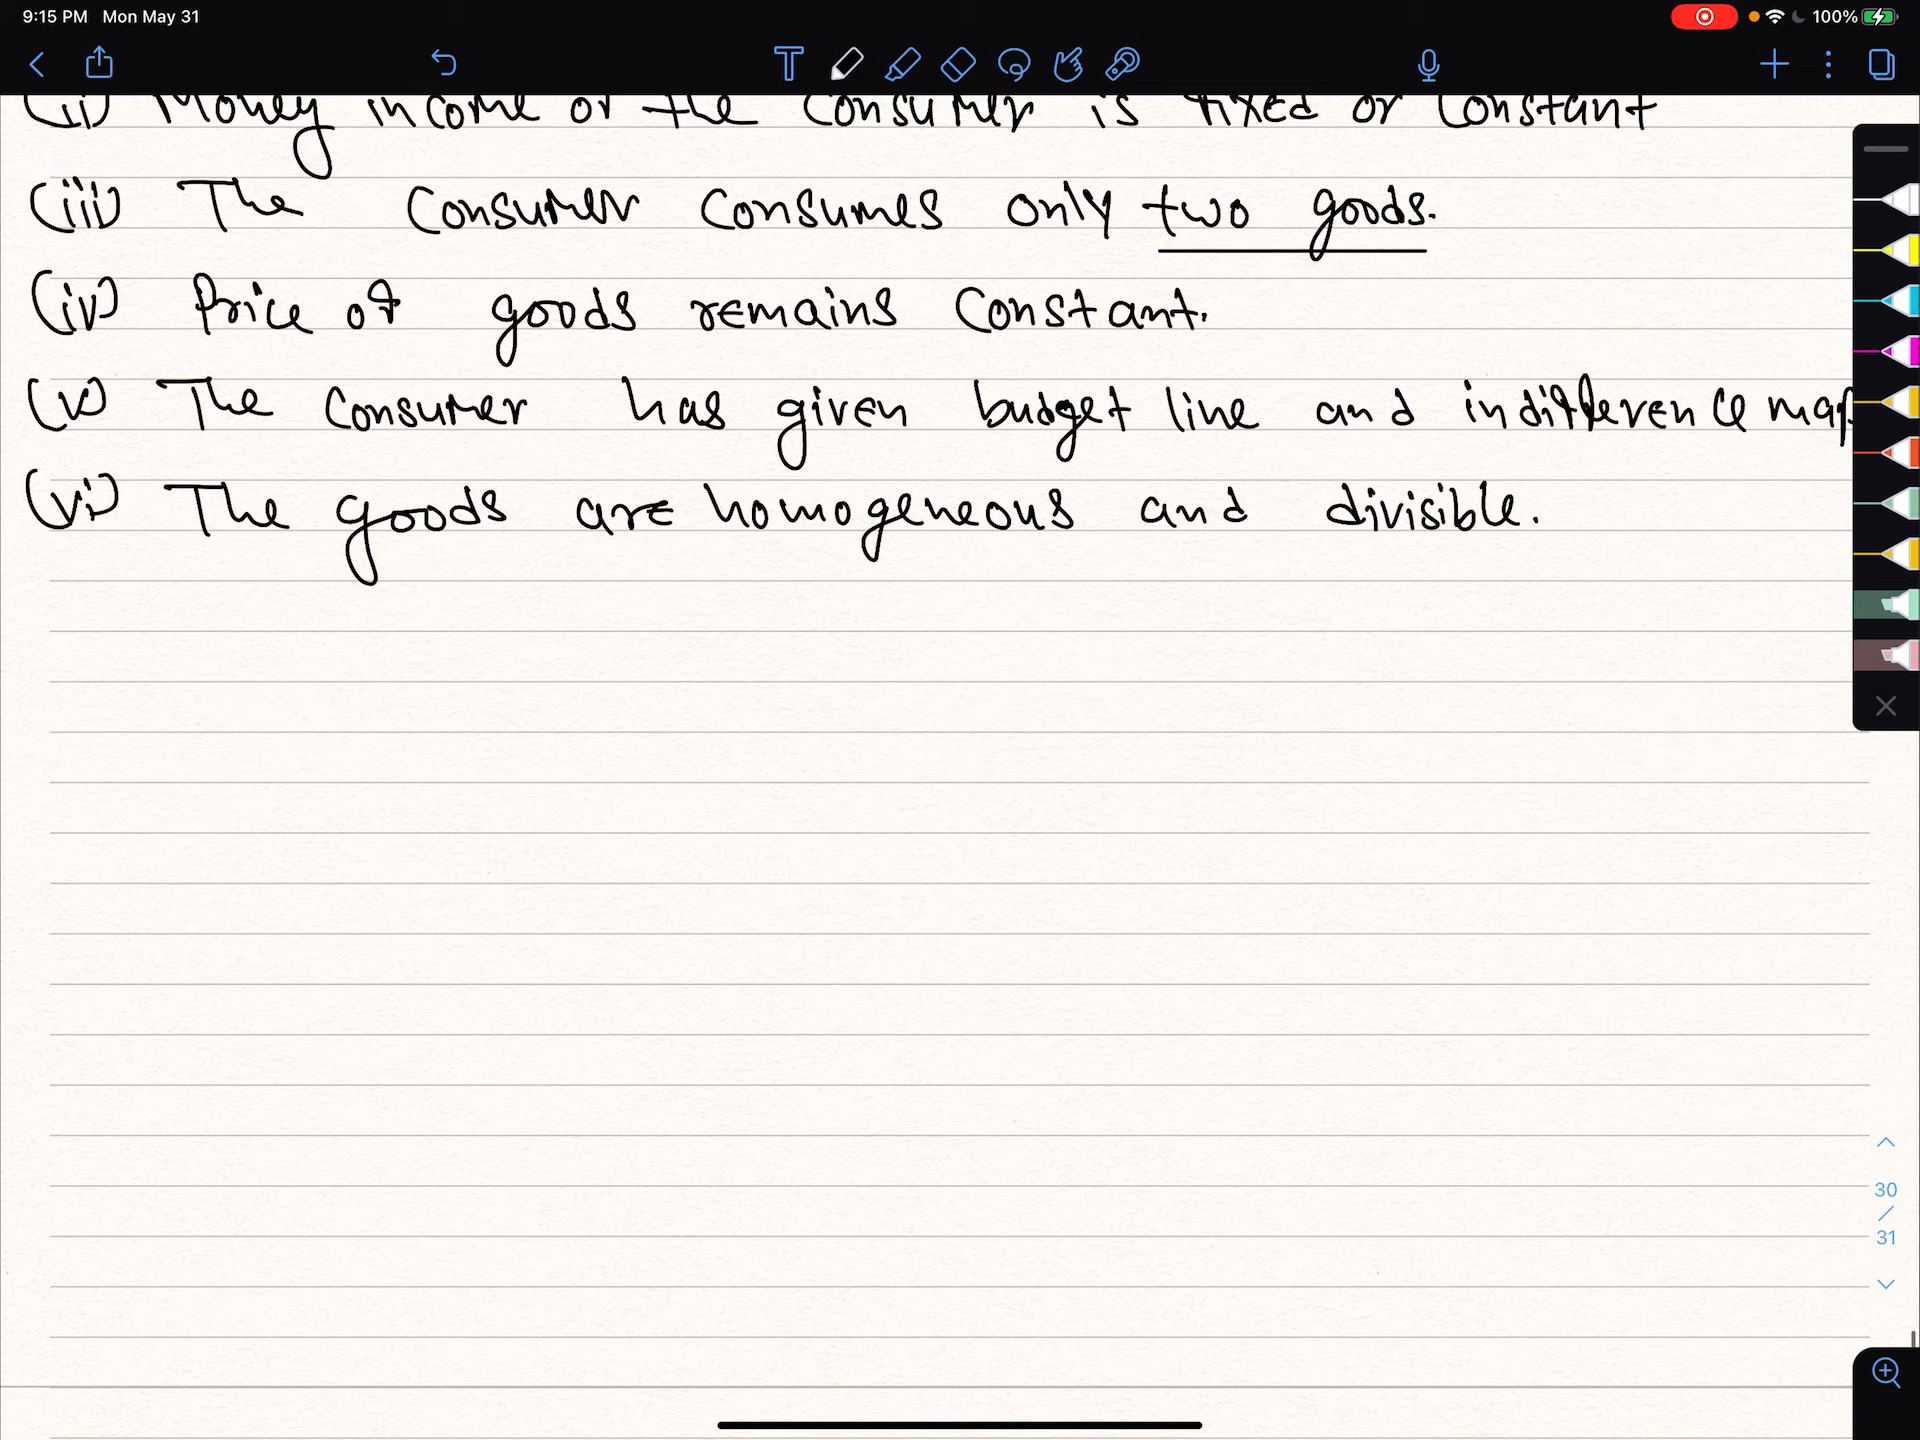 9:15 PM Mon May 31
100%
(ii) Money income of the consumer is fixed or constant
(iii) The consumer consumes only two goods.
(iv) Price of goods remains constant.
(v) The consumer has given budget line and indifference map
(vi) The goods are homogeneous and divisible.
30
/
31